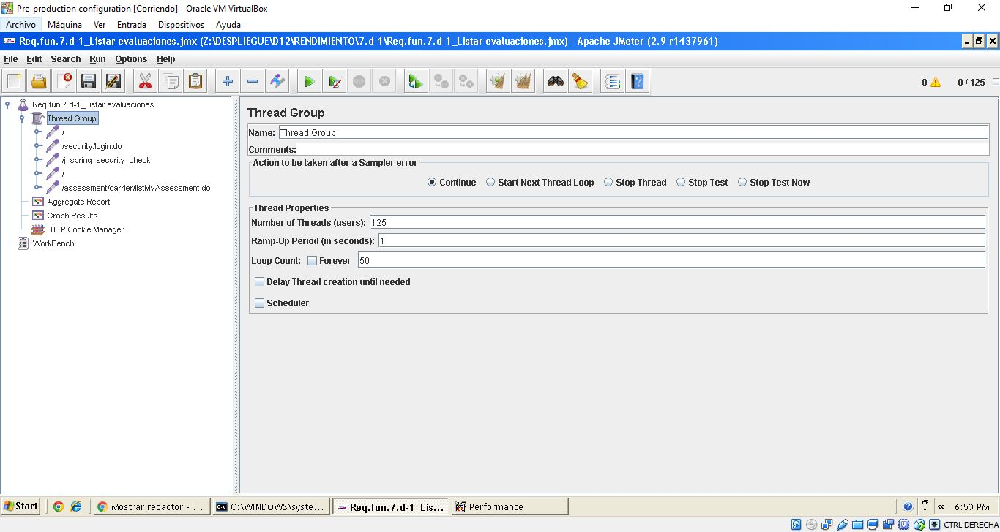 Pre-production configuration [Corriendo] - Oracle VM VirtualBox
Archivo Máquina Ver Entrada Dispositivos Ayuda
Req.fun.7.d-1_Listar evaluaciones.jmx (Z:\DESPLIEGUE\D12\RENDIMIENTO\7.d-1\Req.fun.7.d-1_Listar evaluaciones.jmx) - Apache JMeter (2.9 r1437961)
File Edit Search Run Options Help
0 0 / 125
Req.fun.7.d-1_Listar evaluaciones
Thread Group
/
/security/login.do
/j_spring_security_check
/
/assessment/carrier/listMyAssessment.do
Aggregate Report
Graph Results
HTTP Cookie Manager
WorkBench
Thread Group
Name: Thread Group
Comments:
Action to be taken after a Sampler error
Continue Start Next Thread Loop Stop Thread Stop Test Stop Test Now
Thread Properties
Number of Threads (users): 125
Ramp-Up Period (in seconds): 1
Loop Count: Forever 50
Delay Thread creation until needed
Scheduler
Start Mostrar redactor - ... C:\WINDOWS\syste... Req.fun.7.d-1_Lis... Performance « 6:50 PM
CTRL DERECHA